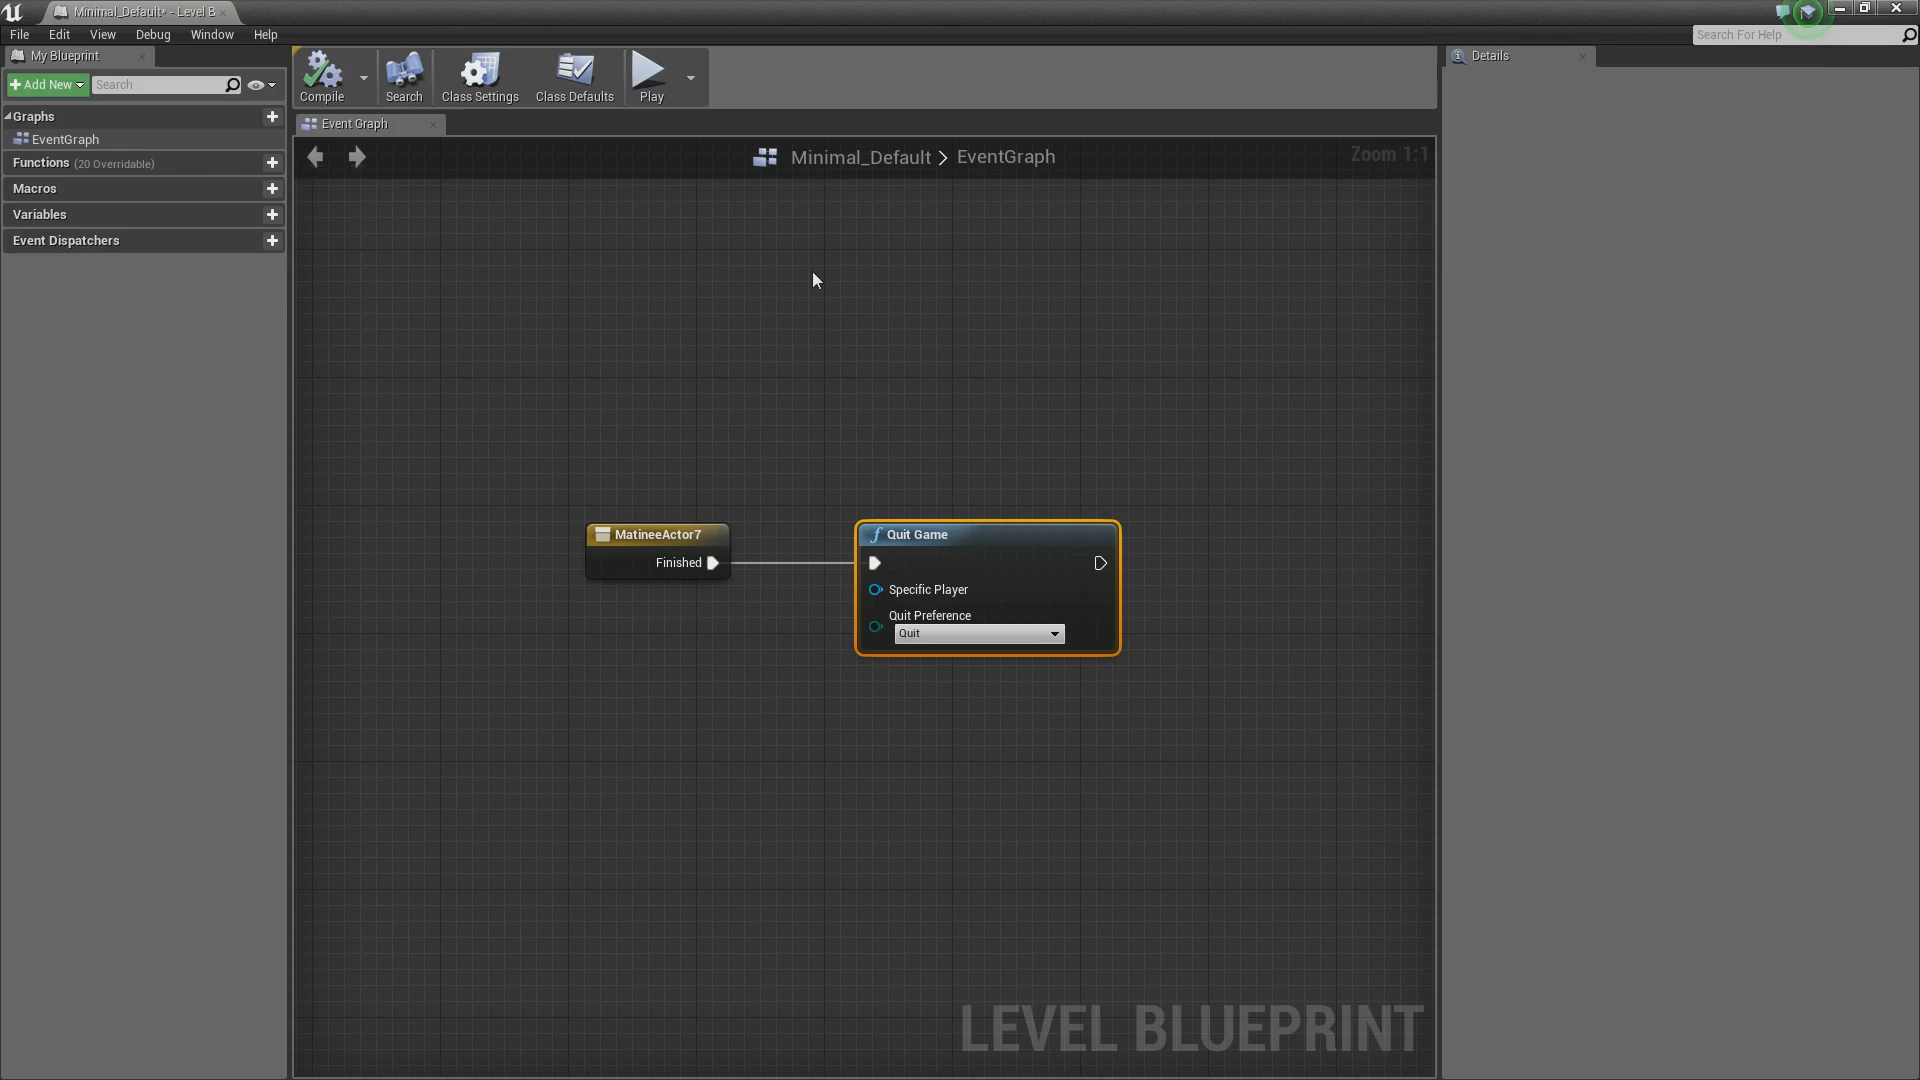 Minimal_Default* - Level B
File Edit View Debug Window Help
Search For Help
My Blueprint
Details
Add New
Search
Compile
Search
Class Settings
Class Defaults
Play
Graphs
EventGraph
Functions (20 Overridable)
Macros
Variables
Event Dispatchers
Event Graph
Minimal_Default > EventGraph
Zoom 1:1
MatineeActor7
Finished
Quit Game
Specific Player
Quit Preference
Quit
LEVEL BLUEPRINT